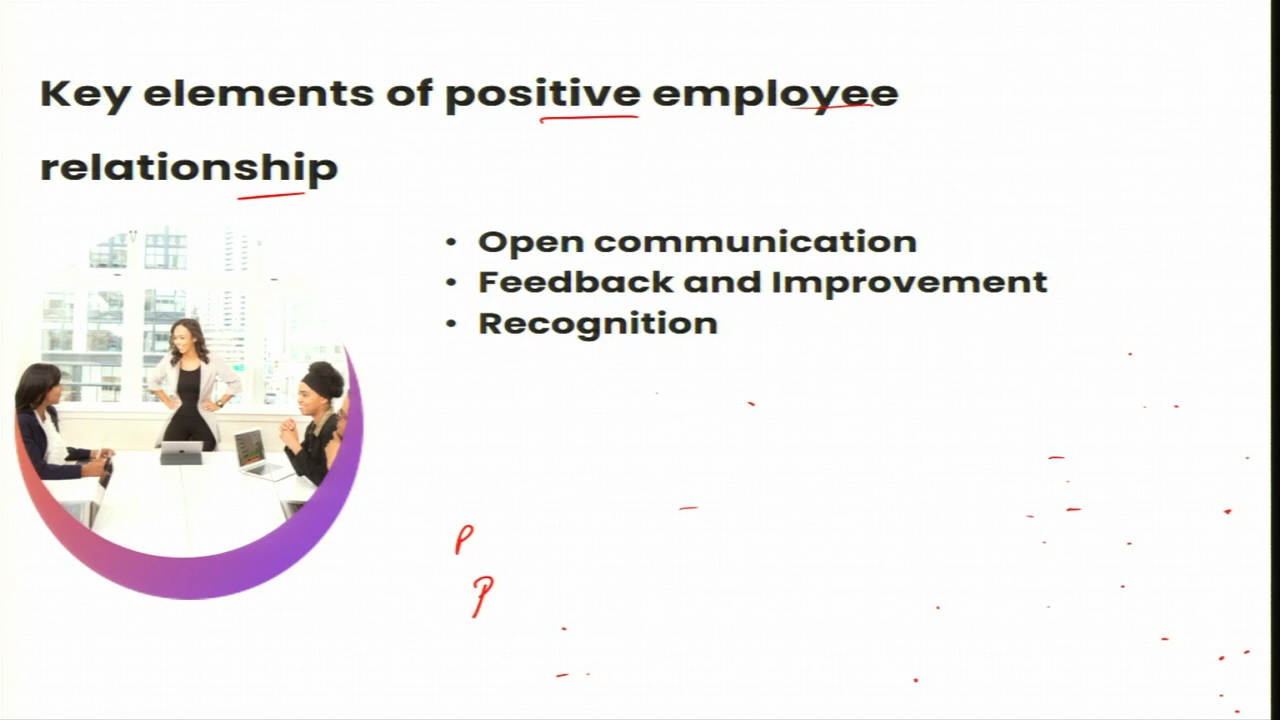 Key elements of positive employee
relationship
• Open communication
• Feedback and Improvement
• Recognition
P
P